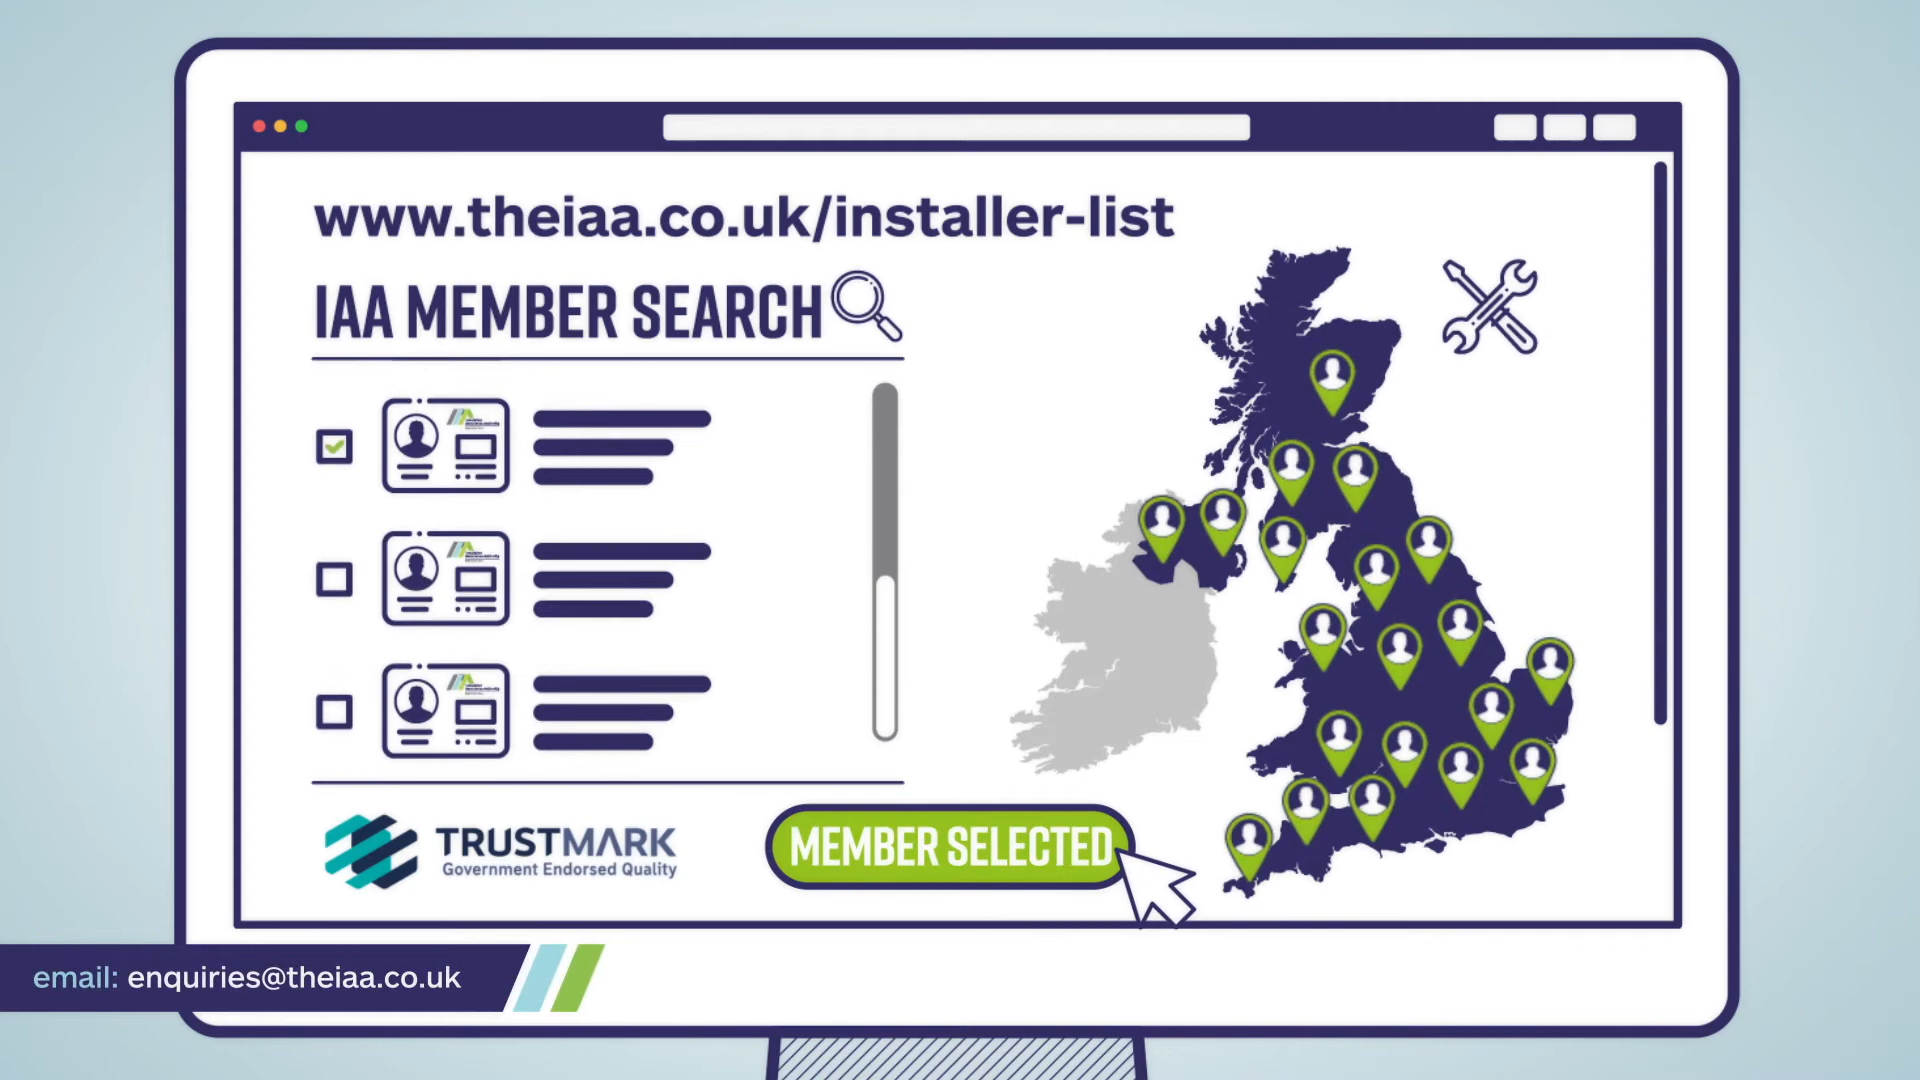 www.theiaa.co.uk/installer-list
IAA MEMBER SEARCH
TRUSTMARK
Government Endorsed Quality
MEMBER SELECTED
email: enquiries@theiaa.co.uk